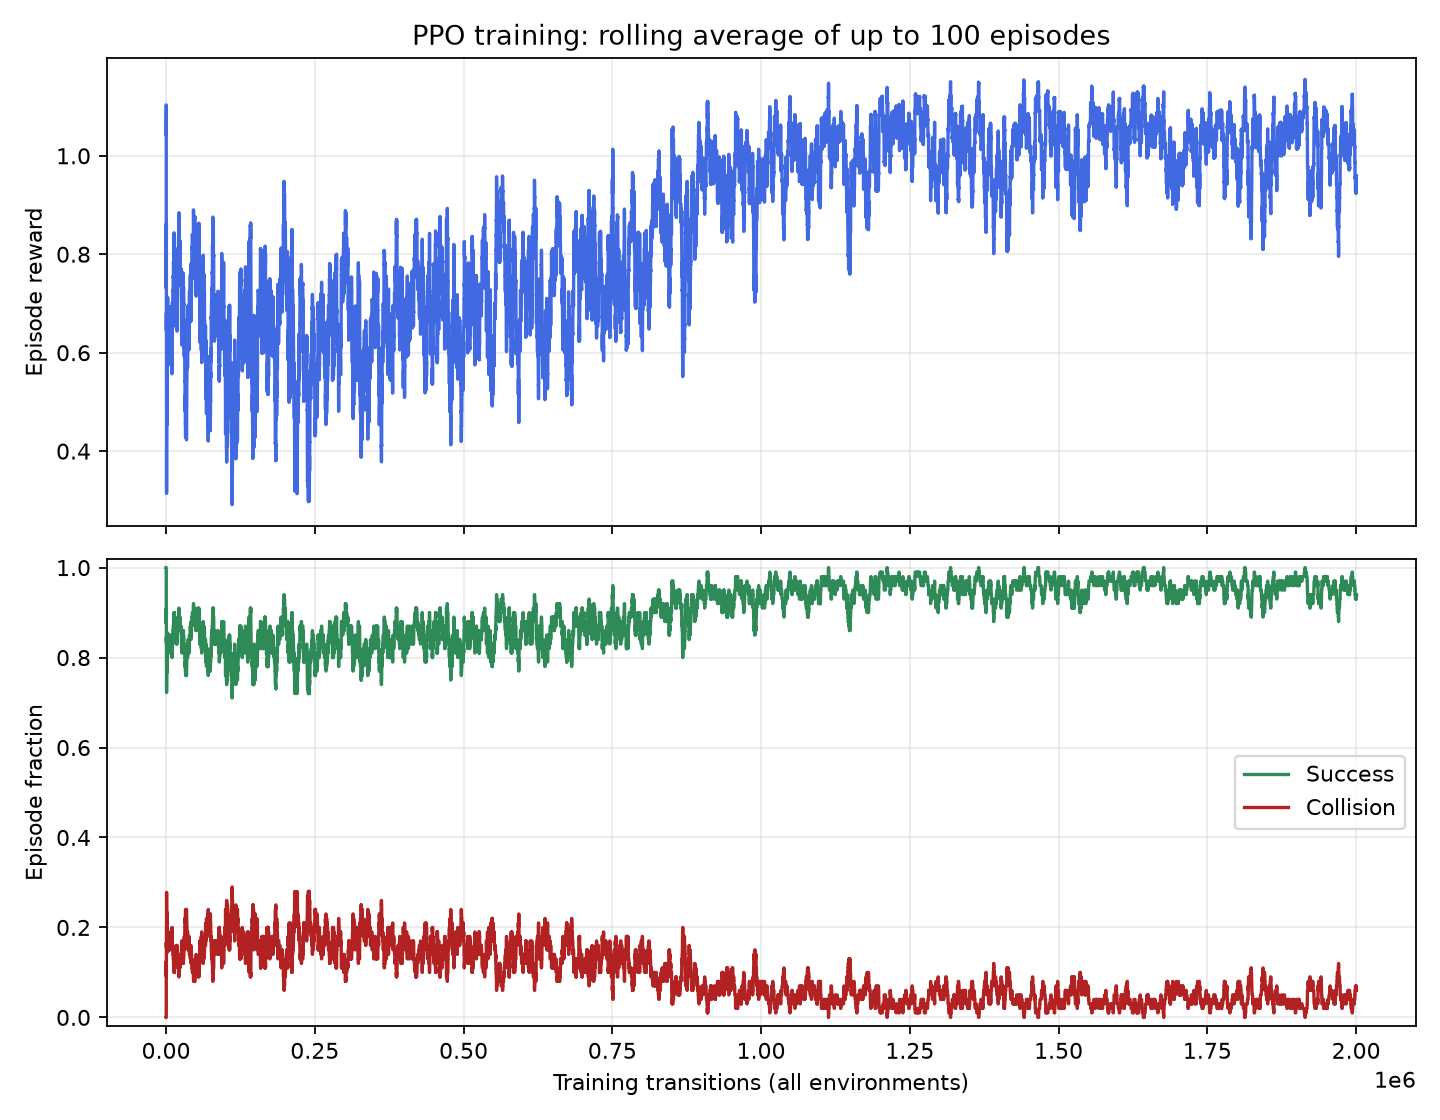 PPO training: rolling average of up to 100 episodes
1.0
0.8
0.6
0.4
Episode reward
1.0
0.8
0.6
0.4
0.2
0.0
Episode fraction
Success
Collision
0.00 0.25 0.50 0.75 1.00 1.25 1.50 1.75 2.00
1e6
Training transitions (all environments)